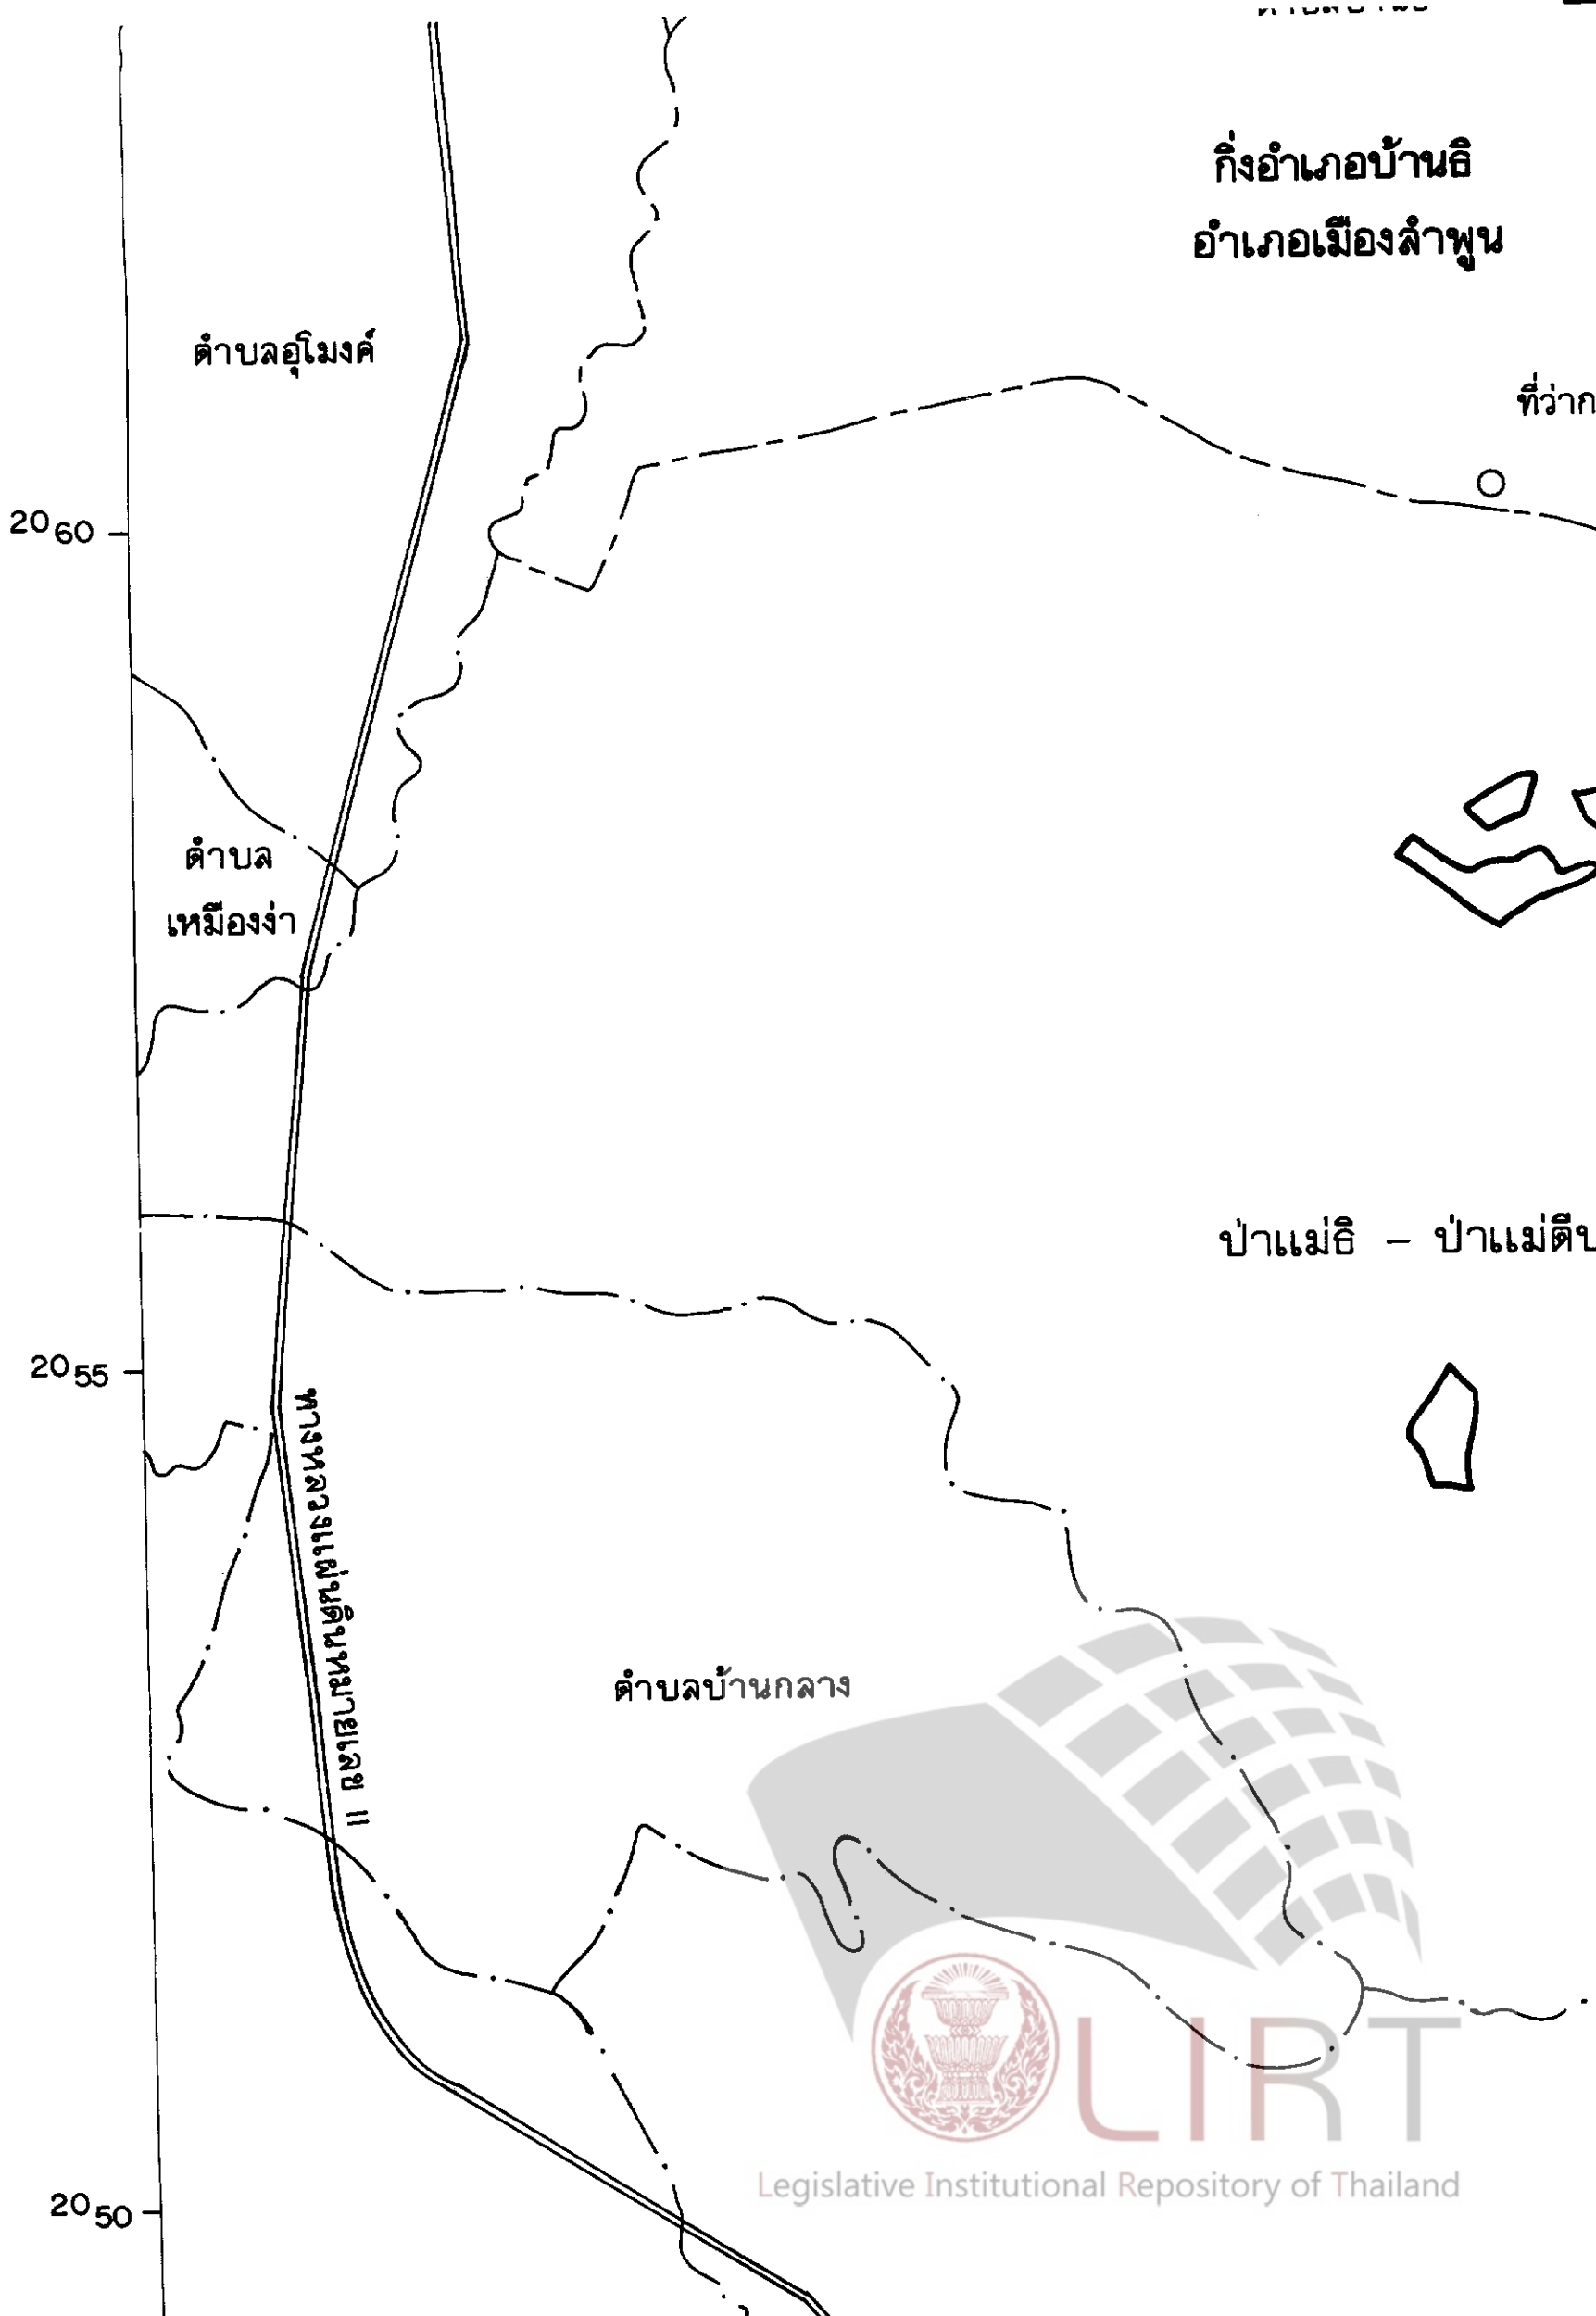 กิ่งอำเภอบ้านธิ
อำเภอเมืองลำพูน
ตำบลอุโมงค์
ที่ว่าก
2060
ตำบล
เหมืองง่า
ป่าแม่ธิ – ป่าแม่ตีบ
2055
ทางหลวงแผ่นดินหมายเลข 11
ตำบลบ้านกลาง
LIRT
Legislative Institutional Repository of Thailand
2050